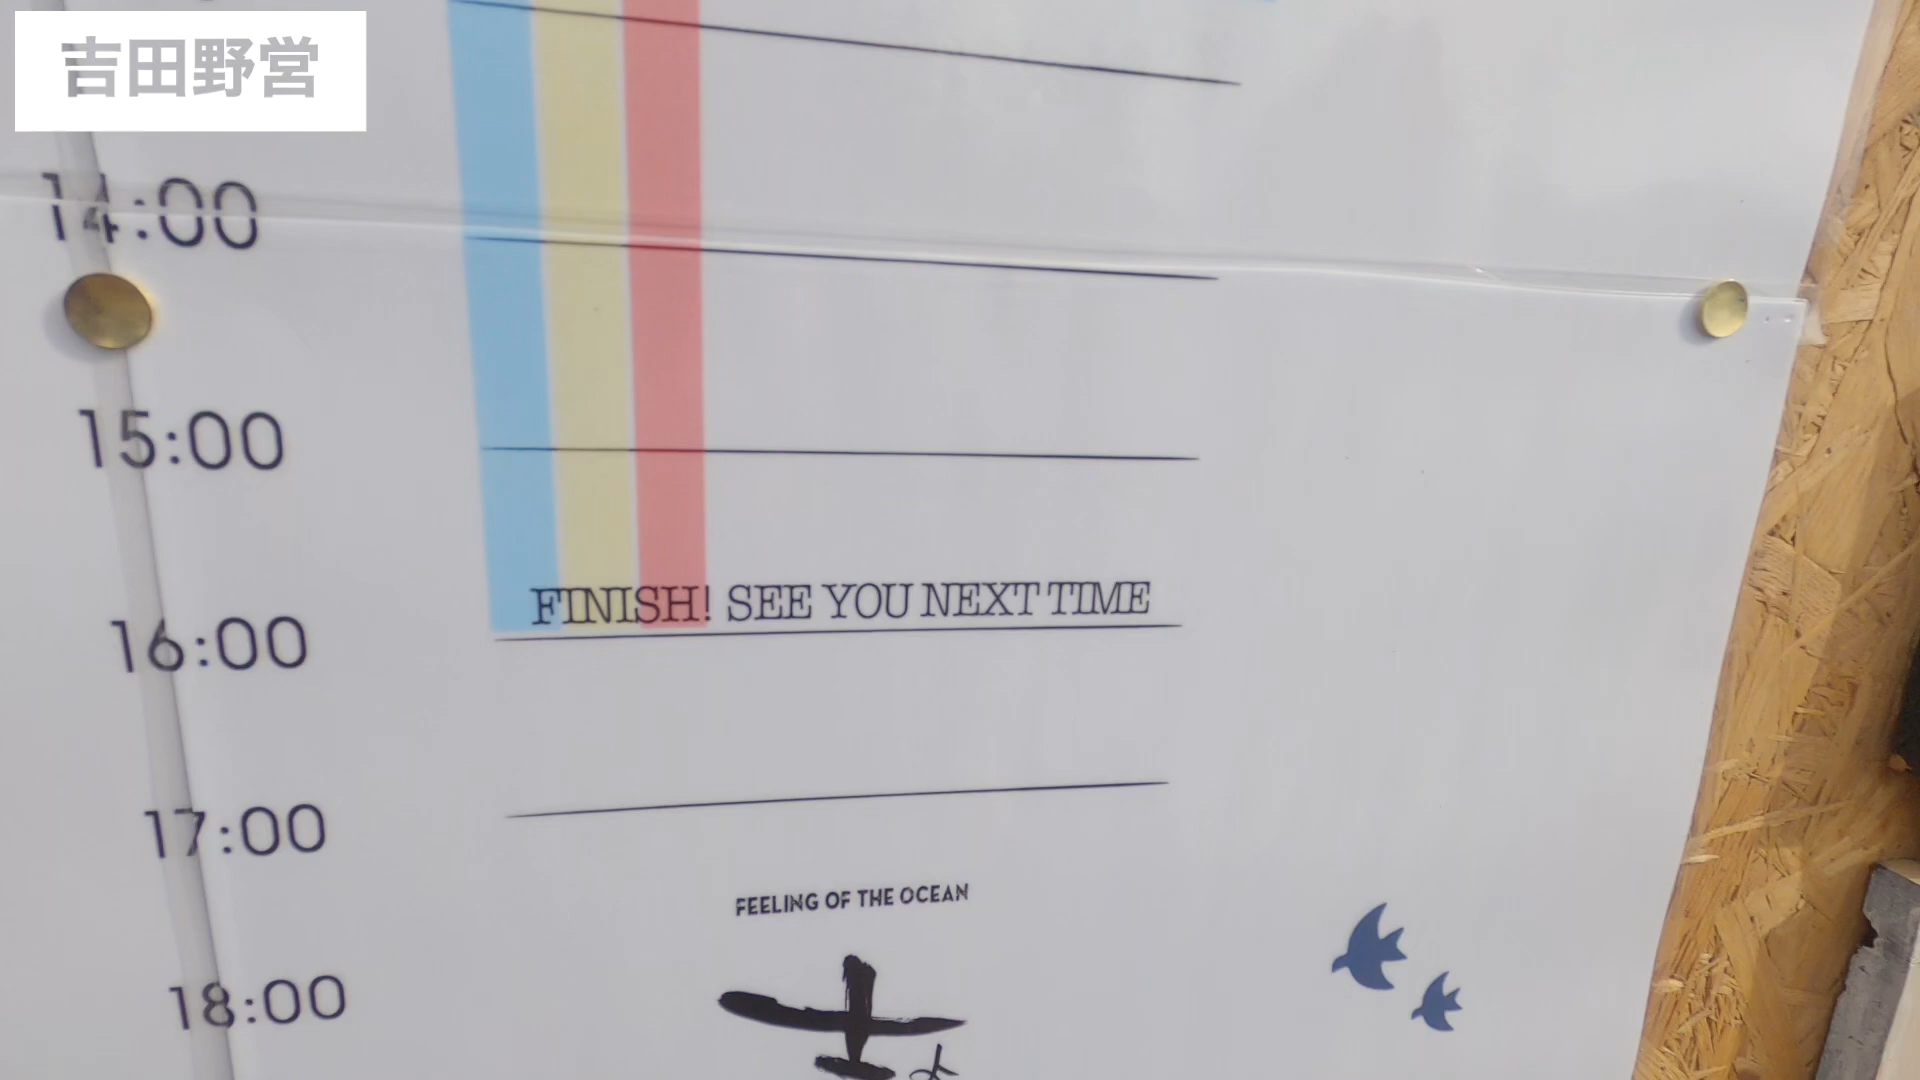 吉田野営
14:00
15:00
FINISH! SEE YOU NEXT TIME
16:00
17:00
FEELING OF THE OCEAN
18:00